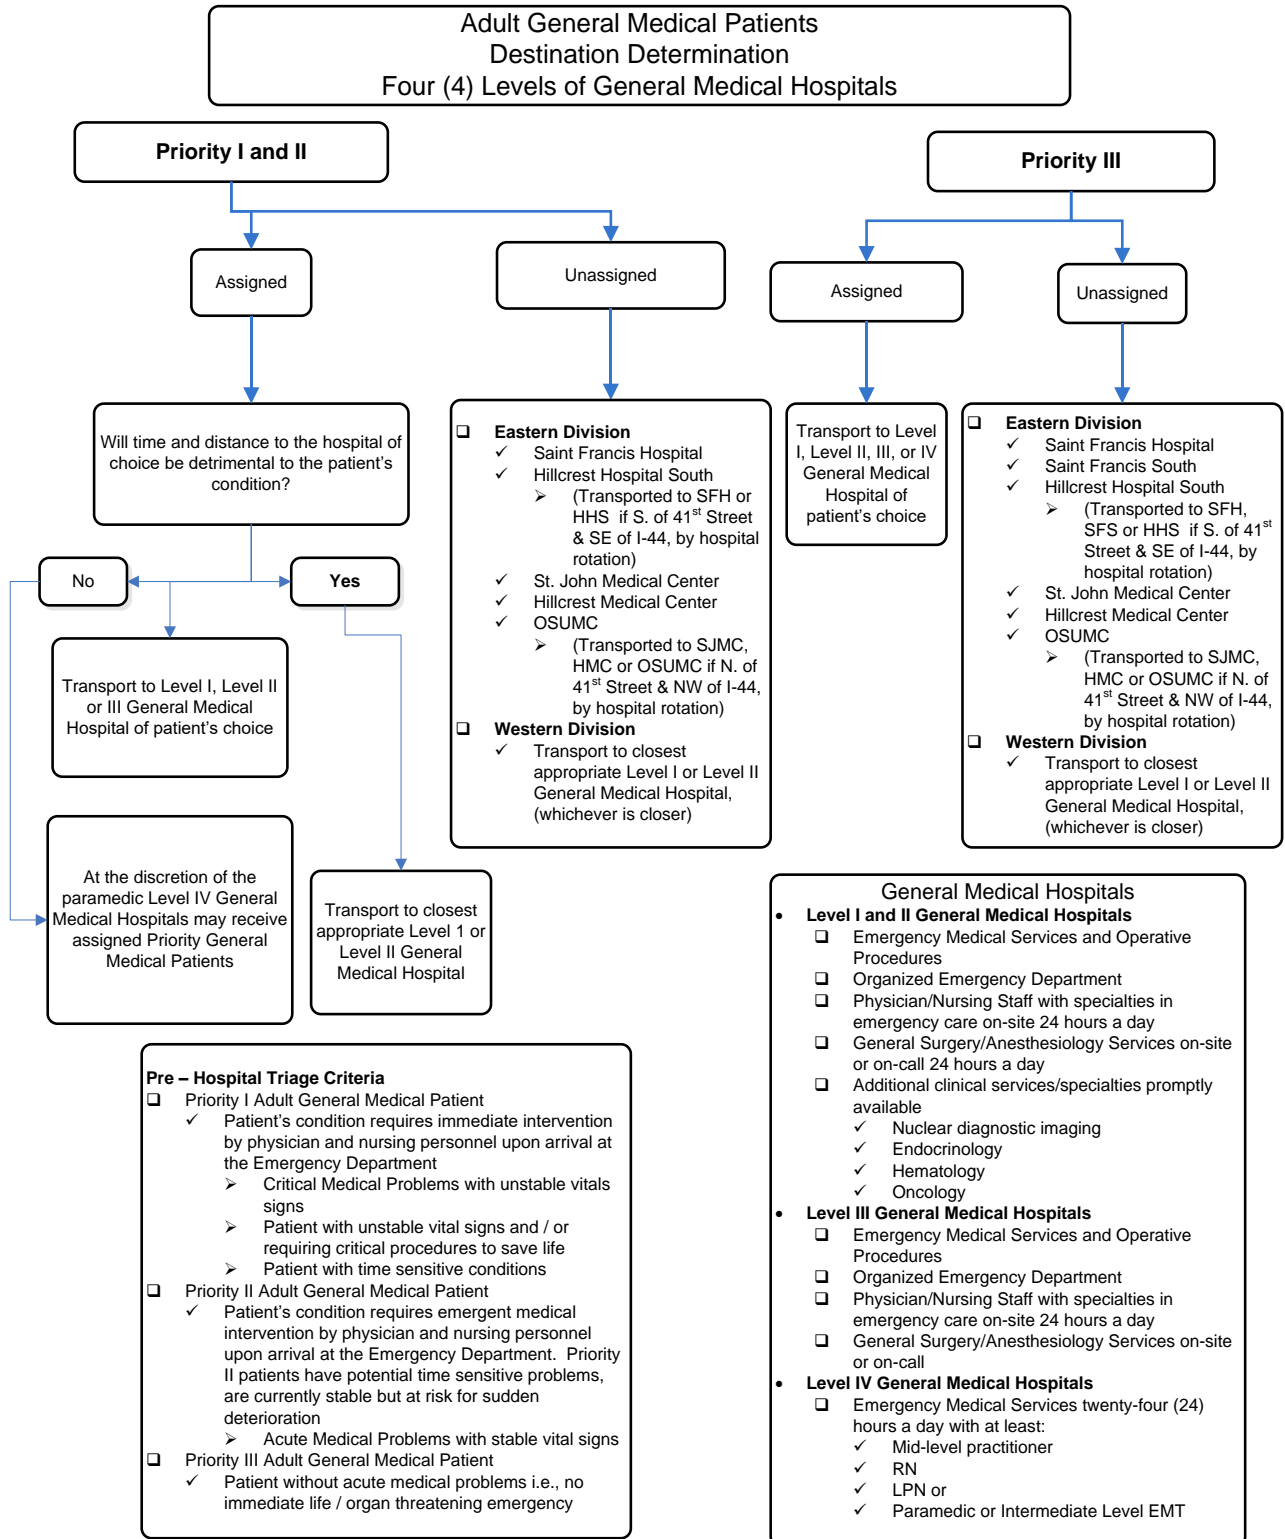 Adult General Medical Patients
Destination Determination
Four (4) Levels of General Medical Hospitals
Priority I and II
Priority III
Assigned
Unassigned
Assigned
Unassigned
Will time and distance to the hospital of
choice be detrimental to the patient’s
condition?
No
Yes
Transport to Level I, Level II
or III General Medical
Hospital of patient’s choice
At the discretion of the
paramedic Level IV General
Medical Hospitals may receive
assigned Priority General
Medical Patients
Transport to closest
appropriate Level 1 or
Level II General
Medical Hospital
❑ Eastern Division
✓ Saint Francis Hospital
✓ Hillcrest Hospital South
➢ (Transported to SFH or
HHS if S. of 41st Street
& SE of I-44, by hospital
rotation)
✓ St. John Medical Center
✓ Hillcrest Medical Center
✓ OSUMC
➢ (Transported to SJMC,
HMC or OSUMC if N. of
41st Street & NW of I-44,
by hospital rotation)
❑ Western Division
✓ Transport to closest
appropriate Level I or Level II
General Medical Hospital,
(whichever is closer)
Transport to Level
I, Level II, III, or IV
General Medical
Hospital of
patient’s choice
❑ Eastern Division
✓ Saint Francis Hospital
✓ Saint Francis South
✓ Hillcrest Hospital South
➢ (Transported to SFH,
SFS or HHS if S. of 41st
Street & SE of I-44, by
hospital rotation)
✓ St. John Medical Center
✓ Hillcrest Medical Center
✓ OSUMC
➢ (Transported to SJMC,
HMC or OSUMC if N. of
41st Street & NW of I-44,
by hospital rotation)
❑ Western Division
✓ Transport to closest
appropriate Level I or Level II
General Medical Hospital,
(whichever is closer)
Pre – Hospital Triage Criteria
❑ Priority I Adult General Medical Patient
✓ Patient’s condition requires immediate intervention
by physician and nursing personnel upon arrival at
the Emergency Department
➢ Critical Medical Problems with unstable vitals
signs
➢ Patient with unstable vital signs and / or
requiring critical procedures to save life
➢ Patient with time sensitive conditions
❑ Priority II Adult General Medical Patient
✓ Patient’s condition requires emergent medical
intervention by physician and nursing personnel
upon arrival at the Emergency Department. Priority
II patients have potential time sensitive problems,
are currently stable but at risk for sudden
deterioration
➢ Acute Medical Problems with stable vital signs
❑ Priority III Adult General Medical Patient
✓ Patient without acute medical problems i.e., no
immediate life / organ threatening emergency
General Medical Hospitals
• Level I and II General Medical Hospitals
❑ Emergency Medical Services and Operative
Procedures
❑ Organized Emergency Department
❑ Physician/Nursing Staff with specialties in
emergency care on-site 24 hours a day
❑ General Surgery/Anesthesiology Services on-site
or on-call 24 hours a day
❑ Additional clinical services/specialties promptly
available
✓ Nuclear diagnostic imaging
✓ Endocrinology
✓ Hematology
✓ Oncology
• Level III General Medical Hospitals
❑ Emergency Medical Services and Operative
Procedures
❑ Organized Emergency Department
❑ Physician/Nursing Staff with specialties in
emergency care on-site 24 hours a day
❑ General Surgery/Anesthesiology Services on-site
or on-call
• Level IV General Medical Hospitals
❑ Emergency Medical Services twenty-four (24)
hours a day with at least:
✓ Mid-level practitioner
✓ RN
✓ LPN or
✓ Paramedic or Intermediate Level EMT